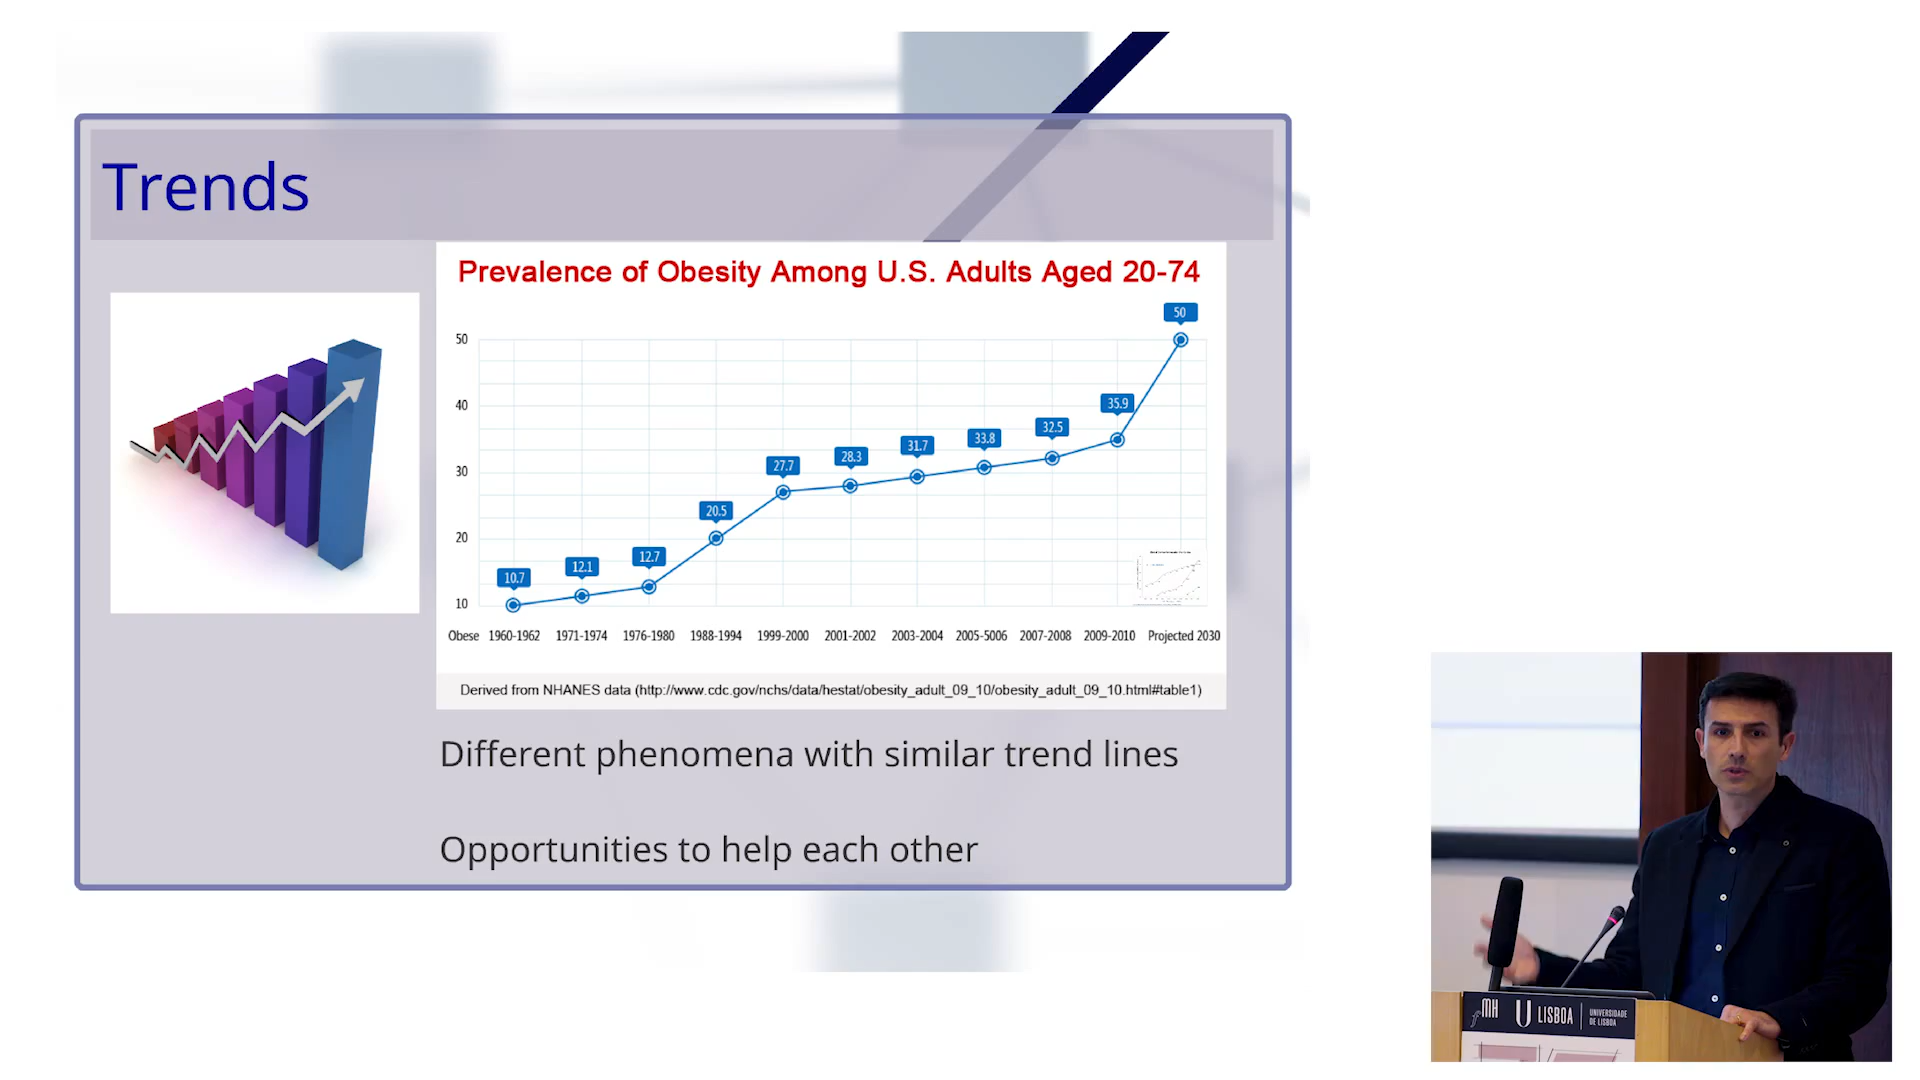 Trends
Prevalence of Obesity Among U.S. Adults Aged 20-74
50
50
40
35.9
32.5
33.8
31.7
30
28.3
27.7
20.5
20
12.7
12.1
10.7
10
Obese 1960-1962 1971-1974 1976-1980 1988-1994 1999-2000 2001-2002 2003-2004 2005-5006 2007-2008 2009-2010 Projected 2030
Derived from NHANES data (http://www.cdc.gov/nchs/data/hestat/obesity_adult_09_10/obesity_adult_09_10.html#table1)
Different phenomena with similar trend lines
Opportunities to help each other
fMH U LISBOA UNIVERSIDADE
DE LISBOA